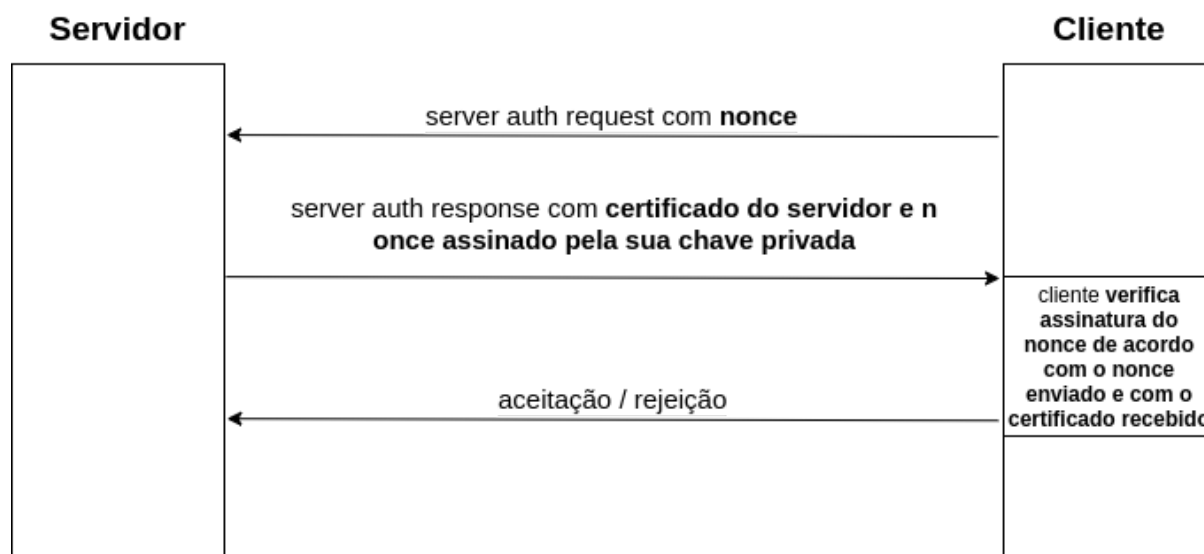 Servidor
Cliente
server auth request com nonce
server auth response com certificado do servidor e n
once assinado pela sua chave privada
cliente verifica
assinatura do
nonce de acordo
com o nonce
enviado e com o
certificado recebido
aceitação / rejeição